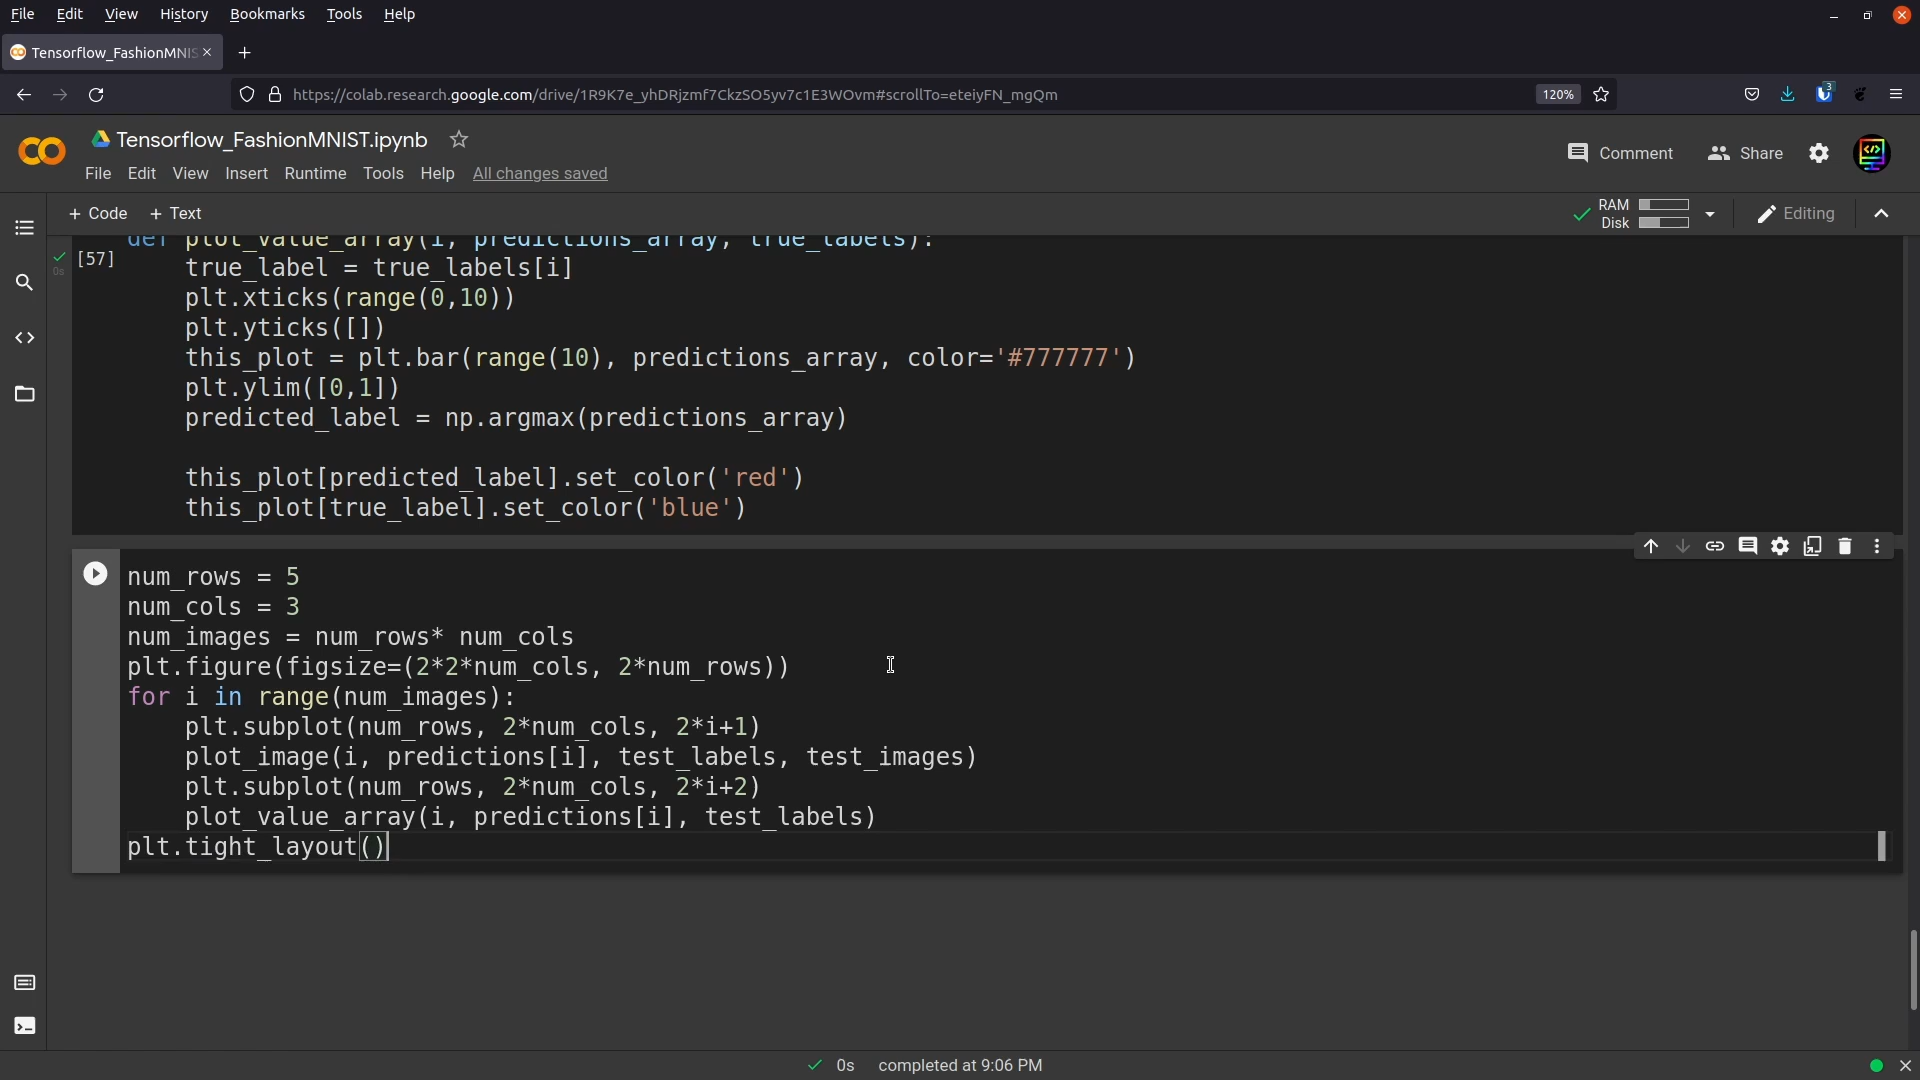 File Edit View History Bookmarks Tools Help
Tensorflow_FashionMNIS
https://colab.research.google.com/drive/1R9K7e_yhDRjzmf7CkzSO5yv7c1E3WOvm#scrollTo=eteiyFN_mgQm 120% 3
Tensorflow_FashionMNIST.ipynb
Comment Share
File Edit View Insert Runtime Tools Help All changes saved
+ Code + Text RAM Disk Editing
def plot_value_array(i, predictions_array, true_labels):
[57]
0s
true_label = true_labels[i]
plt.xticks(range(0,10))
plt.yticks([])
this_plot = plt.bar(range(10), predictions_array, color='#777777')
plt.ylim([0,1])
predicted_label = np.argmax(predictions_array)
this_plot[predicted_label].set_color('red')
this_plot[true_label].set_color('blue')
num_rows = 5
num_cols = 3
num_images = num_rows* num_cols
plt.figure(figsize=(2*2*num_cols, 2*num_rows))
for i in range(num_images):
plt.subplot(num_rows, 2*num_cols, 2*i+1)
plot_image(i, predictions[i], test_labels, test_images)
plt.subplot(num_rows, 2*num_cols, 2*i+2)
plot_value_array(i, predictions[i], test_labels)
plt.tight_layout()
0s completed at 9:06 PM